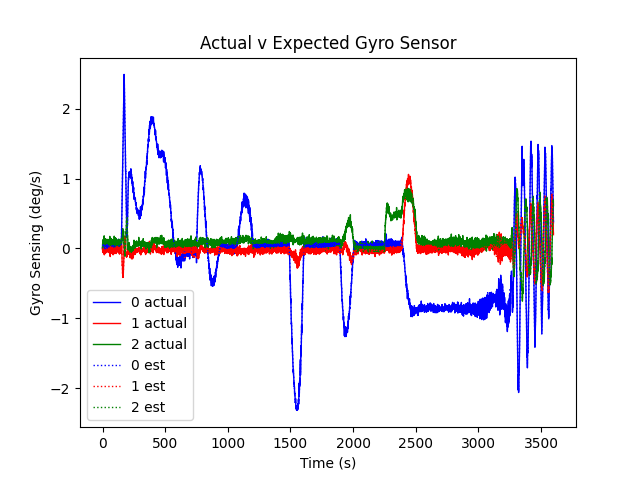 Actual v Expected Gyro Sensor
Gyro Sensing (deg/s)
2
1
0
−1
−2
0 actual
1 actual
2 actual
0 est
1 est
2 est
0 500 1000 1500 2000 2500 3000 3500
Time (s)